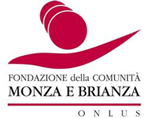 FONDAZIONE della COMUNITÀ
MONZA E BRIANZA
ONLUS